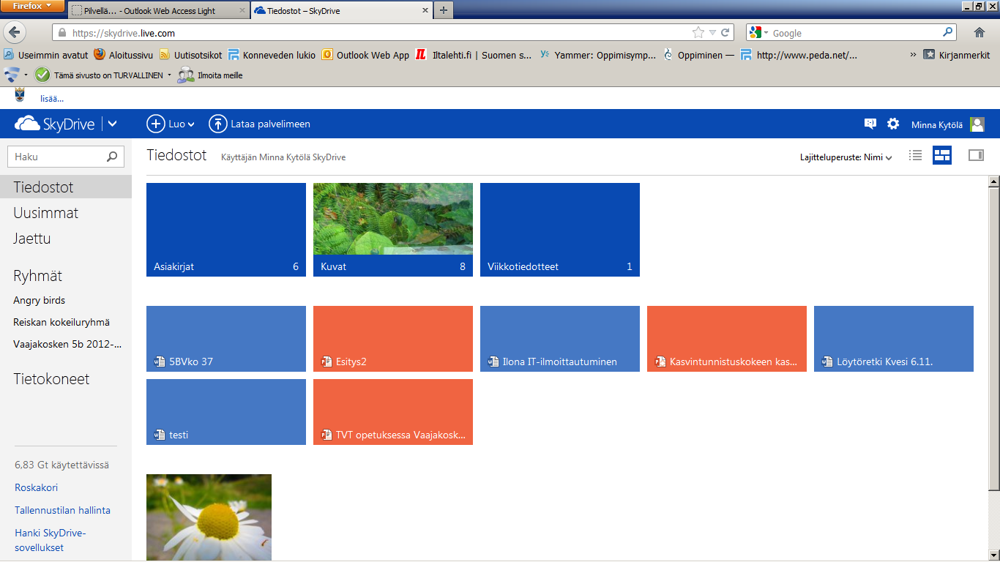 Firefox
Pilvellä... - Outlook Web Access Light
Tiedostot – SkyDrive
https://skydrive.live.com
Google
Useimmin avatut
Aloitussivu
Uutisotsikot
Konneveden lukio
Outlook Web App
Iltalehti.fi | Suomen s...
Yammer: Oppimisymp...
Oppiminen —
http://www.peda.net/...
»
Kirjanmerkit
Tämä sivusto on TURVALLINEN
Ilmoita meille
lisää...
SkyDrive
Luo
Lataa palvelimeen
Minna Kytölä
Haku
Tiedostot
Käyttäjän Minna Kytölä SkyDrive
Lajitteluperuste: Nimi
Tiedostot
Uusimmat
Jaettu
Ryhmät
Angry birds
Reiskan kokeiluryhmä
Vaajakosken 5b 2012-...
Tietokoneet
6,83 Gt käytettävissä
Roskakori
Tallennustilan hallinta
Hanki SkyDrive-
sovellukset
Asiakirjat 6
Kuvat 8
Viikkotiedotteet 1
5BVko 37
Esitys2
Ilona IT-ilmoittautuminen
Kasvintunnistuskokeen kas...
Löytöretki Kvesi 6.11.
testi
TVT opetuksessa Vaajakosk...